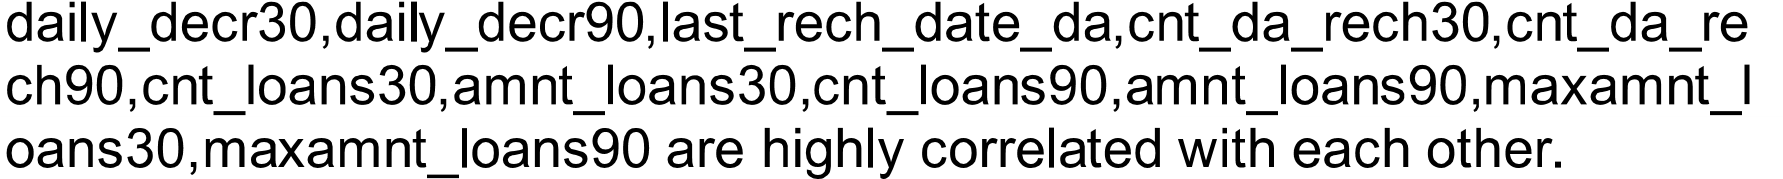 daily_decr30,daily_decr90,last_rech_date_da,cnt_da_rech30,cnt_da_re
ch90,cnt_loans30,amnt_loans30,cnt_loans90,amnt_loans90,maxamnt_l
oans30,maxamnt_loans90 are highly correlated with each other.